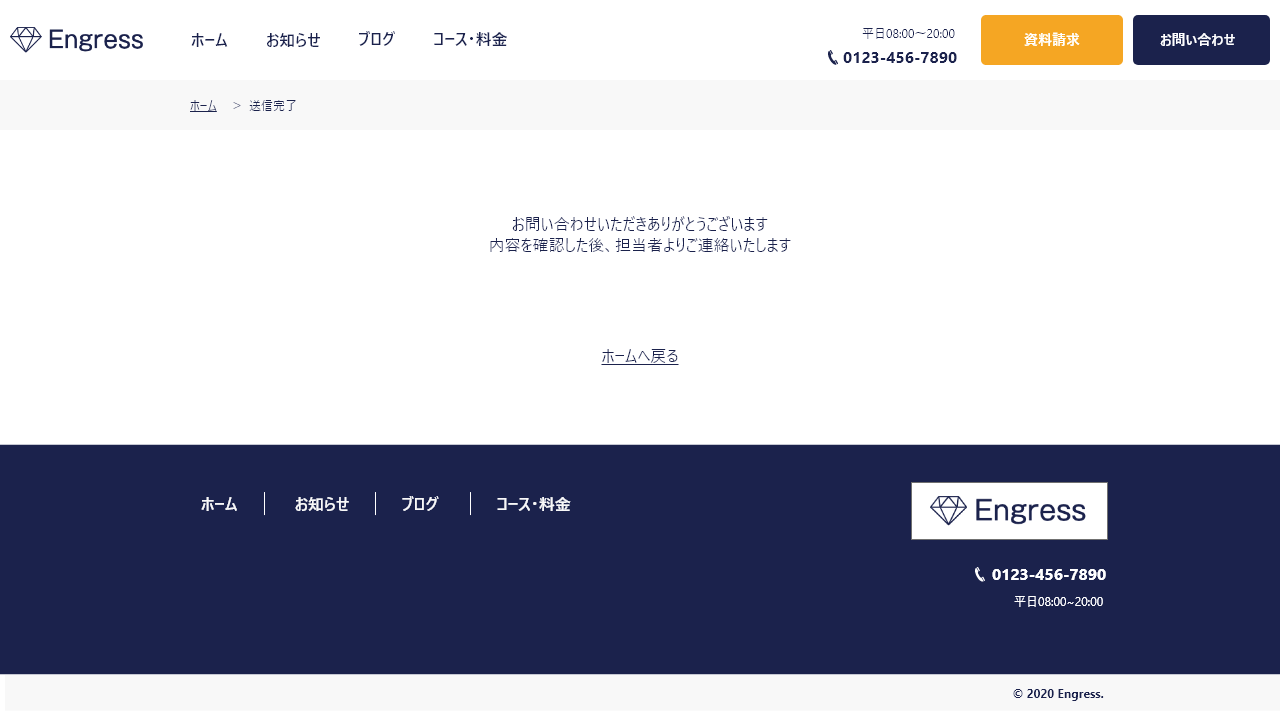 Engress
ホーム お知らせ ブログ コース・料金
平日08:00〜20:00
0123-456-7890
資料請求
お問い合わせ
ホーム > 送信完了
お問い合わせいただきありがとうございます
内容を確認した後、担当者よりご連絡いたします
ホームへ戻る
ホーム お知らせ ブログ コース・料金
Engress
0123-456-7890
平日08:00~20:00
© 2020 Engress.